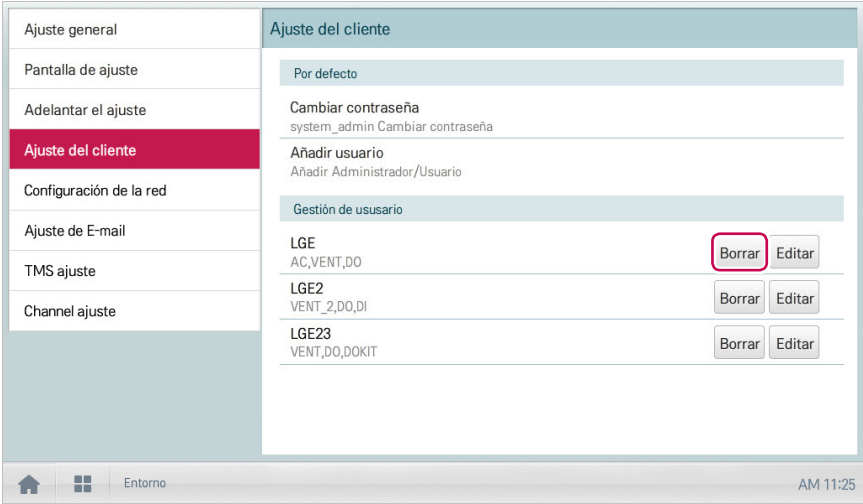 Ajuste general
Pantalla de ajuste
Adelantar el ajuste
Ajuste del cliente
Configuración de la red
Ajuste de E-mail
TMS ajuste
Channel ajuste
Ajuste del cliente
Por defecto
Cambiar contraseña
system_admin Cambiar contraseña
Añadir usuario
Añadir Administrador/Usuario
Gestión de ususario
LGE
AC,VENT,DO
Borrar Editar
LGE2
VENT_2,DO,DI
Borrar Editar
LGE23
VENT,DO,DOKIT
Borrar Editar
Entorno
AM 11:25